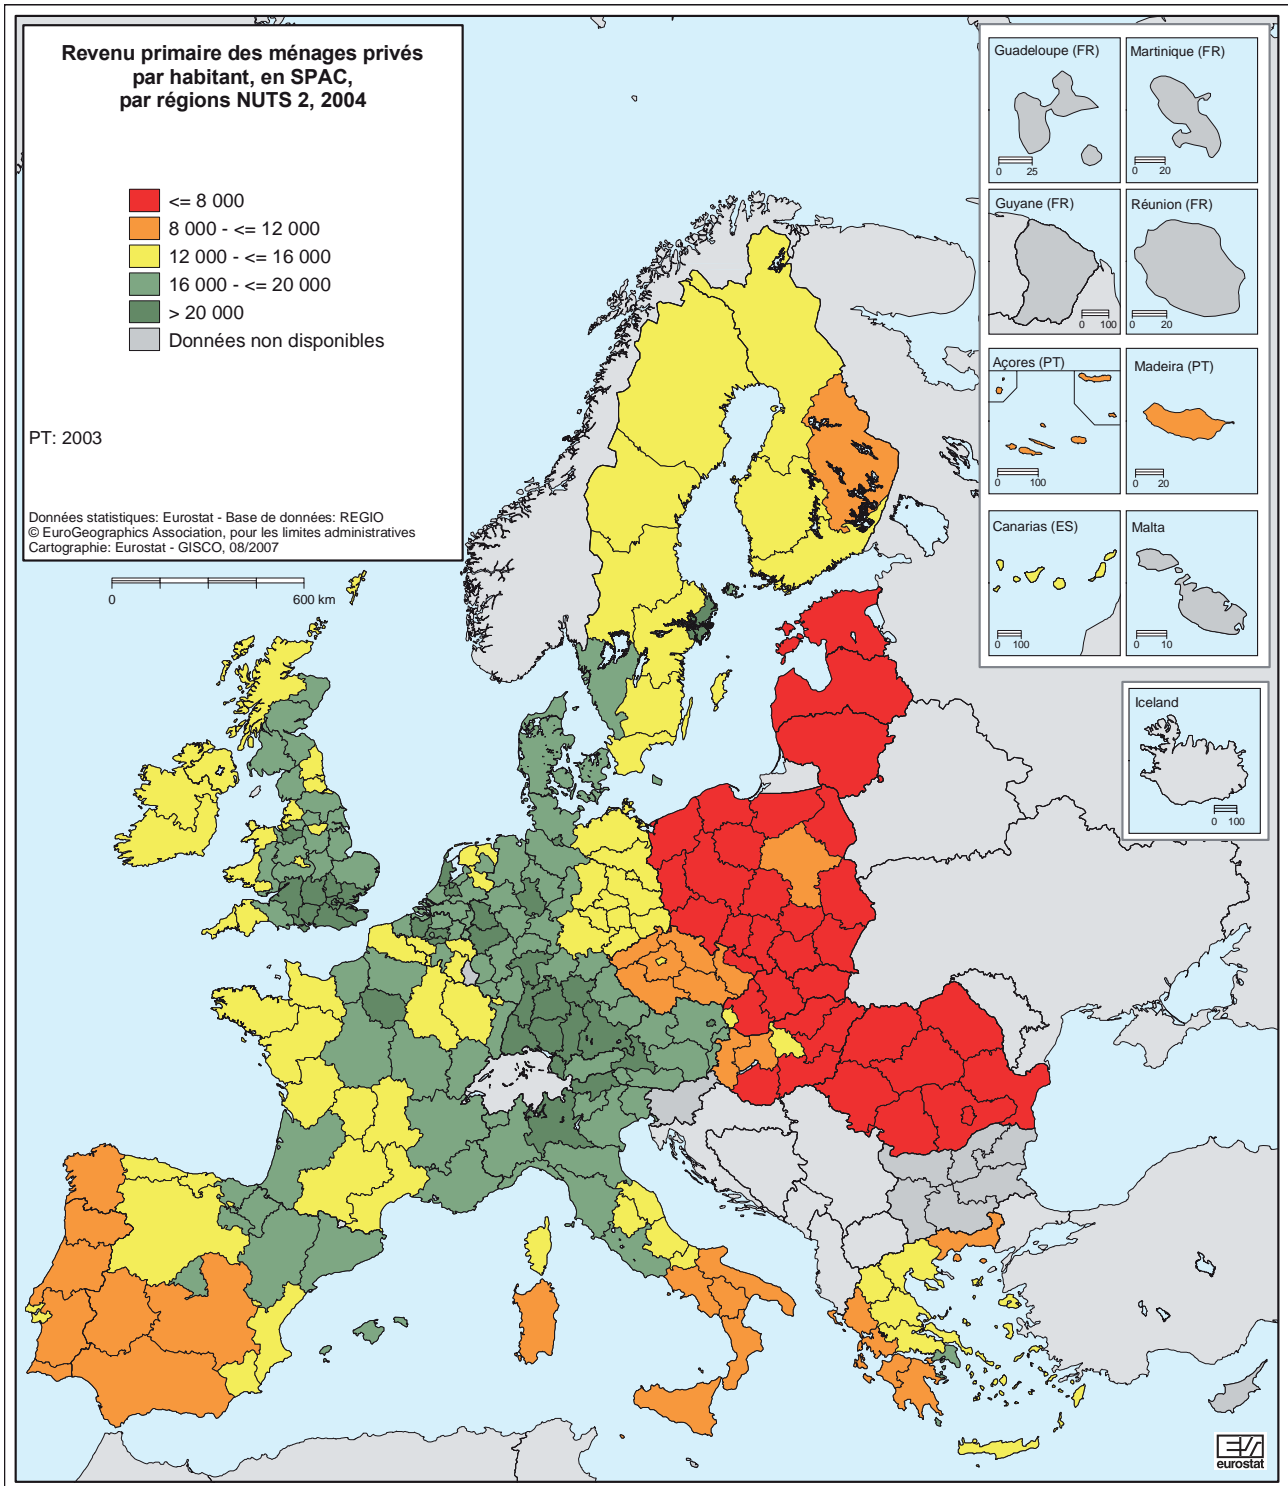 Revenu primaire des ménages privés
par habitant, en SPAC,
par régions NUTS 2, 2004
<= 8 000
8 000 - <= 12 000
12 000 - <= 16 000
16 000 - <= 20 000
> 20 000
Données non disponibles
PT: 2003
Données statistiques: Eurostat - Base de données: REGIO
© EuroGeographics Association, pour les limites administratives
Cartographie: Eurostat - GISCO, 08/2007
0 600 km
Guadeloupe (FR)
0 25
Martinique (FR)
0 20
Guyane (FR)
0 100
Réunion (FR)
0 20
Açores (PT)
0 100
Madeira (PT)
0 20
Canarias (ES)
0 100
Malta
0 10
Iceland
0 100
eurostat